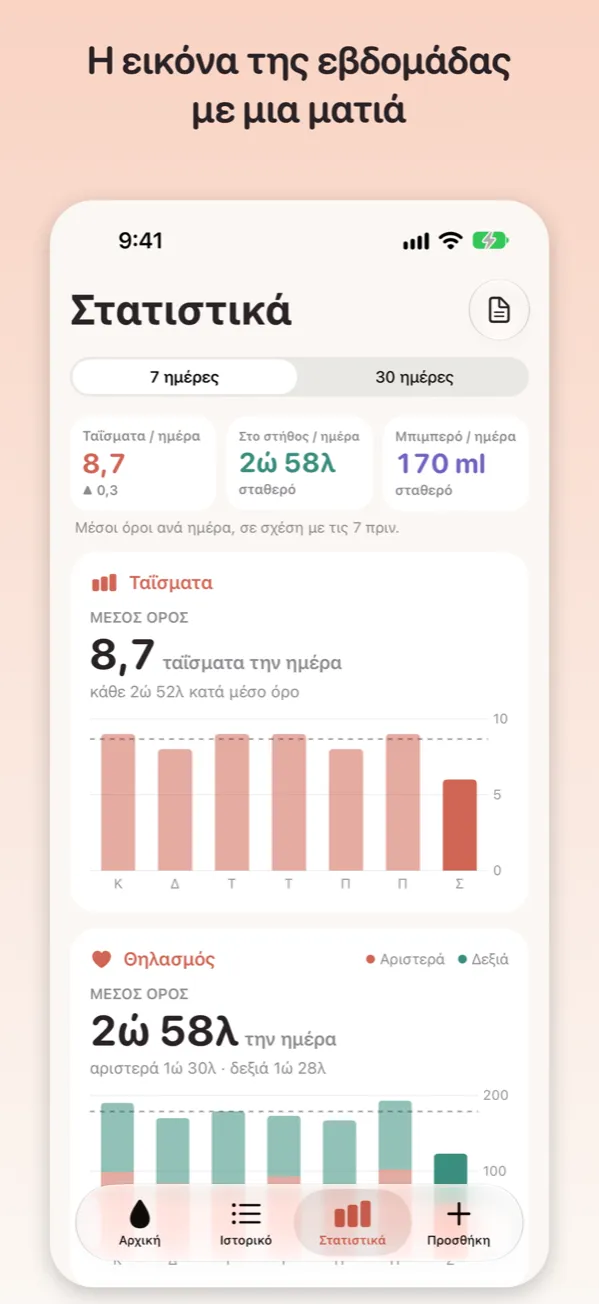 Η εικόνα της εβδομάδας
με μια ματιά
9:41
Στατιστικά
7 ημέρες
30 ημέρες
Ταΐσματα / ημέρα
8,7
▲ 0,3
Στο στήθος / ημέρα
2ώ 58λ
σταθερό
Μπιμπερό / ημέρα
170 ml
σταθερό
Μέσοι όροι ανά ημέρα, σε σχέση με τις 7 πριν.
Ταΐσματα
ΜΕΣΟΣ ΟΡΟΣ
8,7 ταΐσματα την ημέρα
κάθε 2ώ 52λ κατά μέσο όρο
10
5
0
Κ Δ Τ Τ Π Π Σ
Θηλασμός
Αριστερά Δεξιά
ΜΕΣΟΣ ΟΡΟΣ
2ώ 58λ την ημέρα
αριστερά 1ώ 30λ · δεξιά 1ώ 28λ
200
100
Αρχική
Ιστορικό
Στατιστικά
Προσθήκη